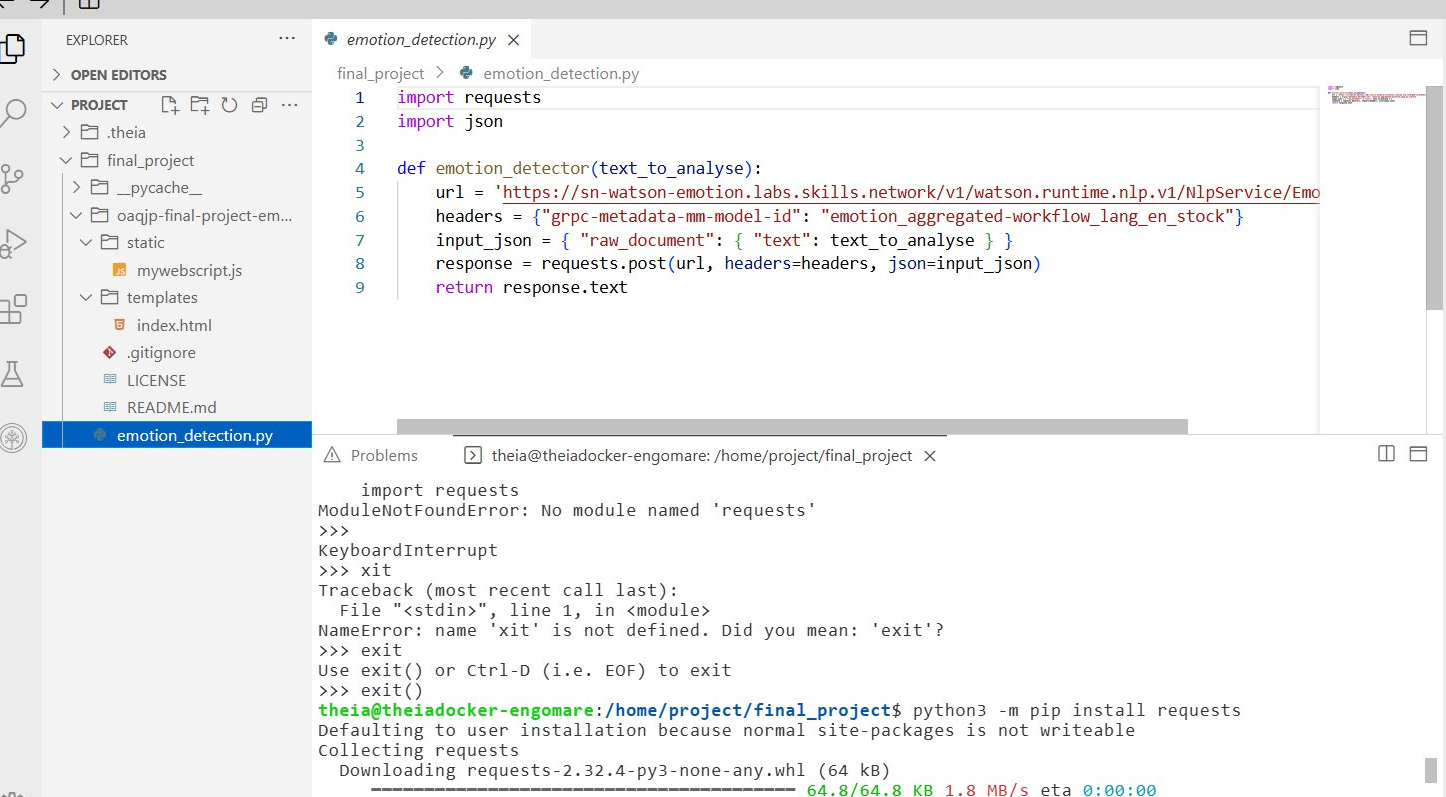 EXPLORER
···
OPEN EDITORS
PROJECT
···
.theia
final_project
__pycache__
oaqjp-final-project-em...
static
mywebscript.js
templates
index.html
.gitignore
LICENSE
README.md
emotion_detection.py
emotion_detection.py
final_project > emotion_detection.py
1 import requests
2 import json
3
4 def emotion_detector(text_to_analyse):
5     url = 'https://sn-watson-emotion.labs.skills.network/v1/watson.runtime.nlp.v1/NlpService/Emo
6     headers = {"grpc-metadata-mm-model-id": "emotion_aggregated-workflow_lang_en_stock"}
7     input_json = { "raw_document": { "text": text_to_analyse } }
8     response = requests.post(url, headers=headers, json=input_json)
9     return response.text
Problems
theia@theiadocker-engomare: /home/project/final_project
    import requests
ModuleNotFoundError: No module named 'requests'
>>>
KeyboardInterrupt
>>> xit
Traceback (most recent call last):
  File "<stdin>", line 1, in <module>
NameError: name 'xit' is not defined. Did you mean: 'exit'?
>>> exit
Use exit() or Ctrl-D (i.e. EOF) to exit
>>> exit()
theia@theiadocker-engomare:/home/project/final_project$ python3 -m pip install requests
Defaulting to user installation because normal site-packages is not writeable
Collecting requests
  Downloading requests-2.32.4-py3-none-any.whl (64 kB)
64.8/64.8 KB 1.8 MB/s eta 0:00:00